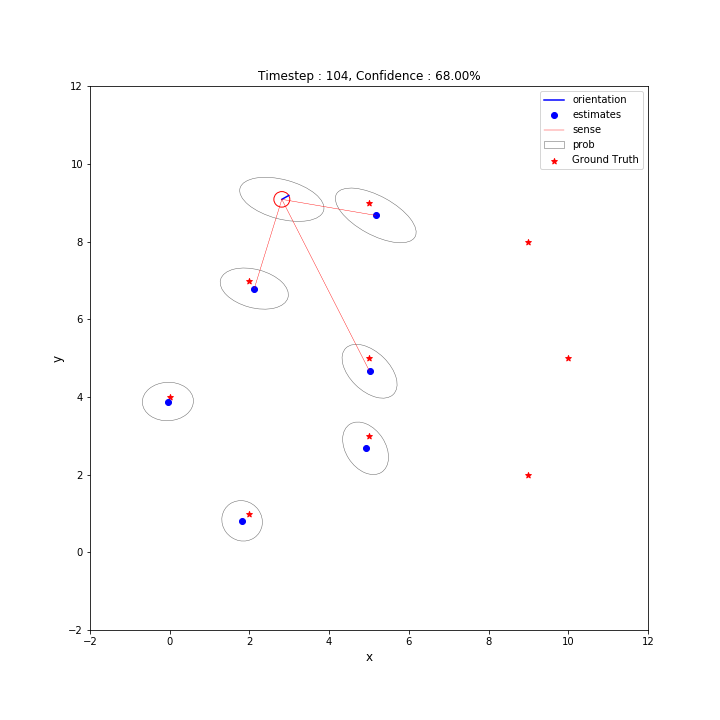 Timestep : 104, Confidence : 68.00%
orientation
estimates
sense
prob
Ground Truth
12
10
8
6
4
2
0
−2
y
−2 0 2 4 6 8 10 12
x